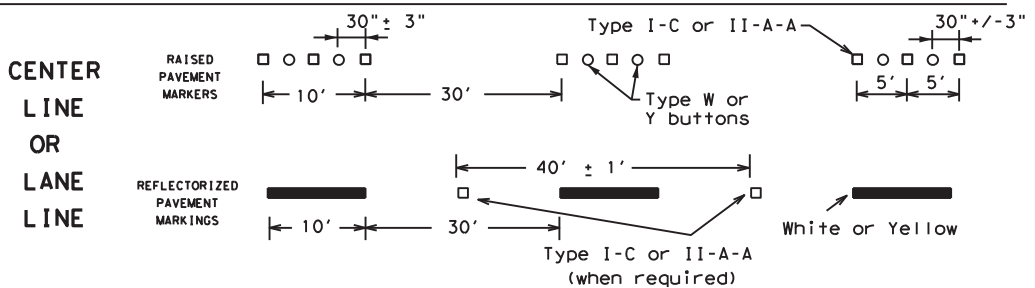 CENTER
LINE
OR
LANE
LINE
RAISED
PAVEMENT
MARKERS
30"± 3"
10'
30'
Type I-C or II-A-A
Type W or
Y buttons
30"+/-3"
5'
5'
REFLECTORIZED
PAVEMENT
MARKINGS
40' ± 1'
10'
30'
Type I-C or II-A-A
(when required)
White or Yellow